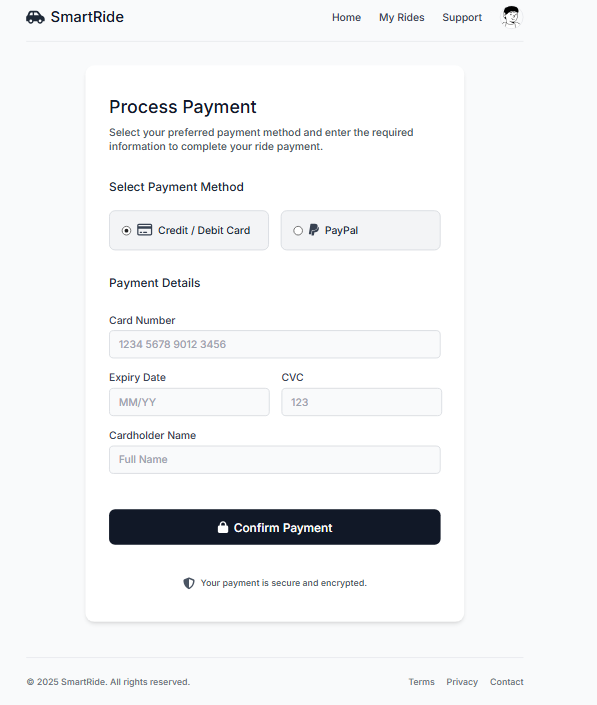 SmartRide
Home
My Rides
Support
Process Payment
Select your preferred payment method and enter the required
information to complete your ride payment.
Select Payment Method
Credit / Debit Card
PayPal
Payment Details
Card Number
1234 5678 9012 3456
Expiry Date
CVC
MM/YY
123
Cardholder Name
Full Name
Confirm Payment
Your payment is secure and encrypted.
© 2025 SmartRide. All rights reserved.
Terms
Privacy
Contact